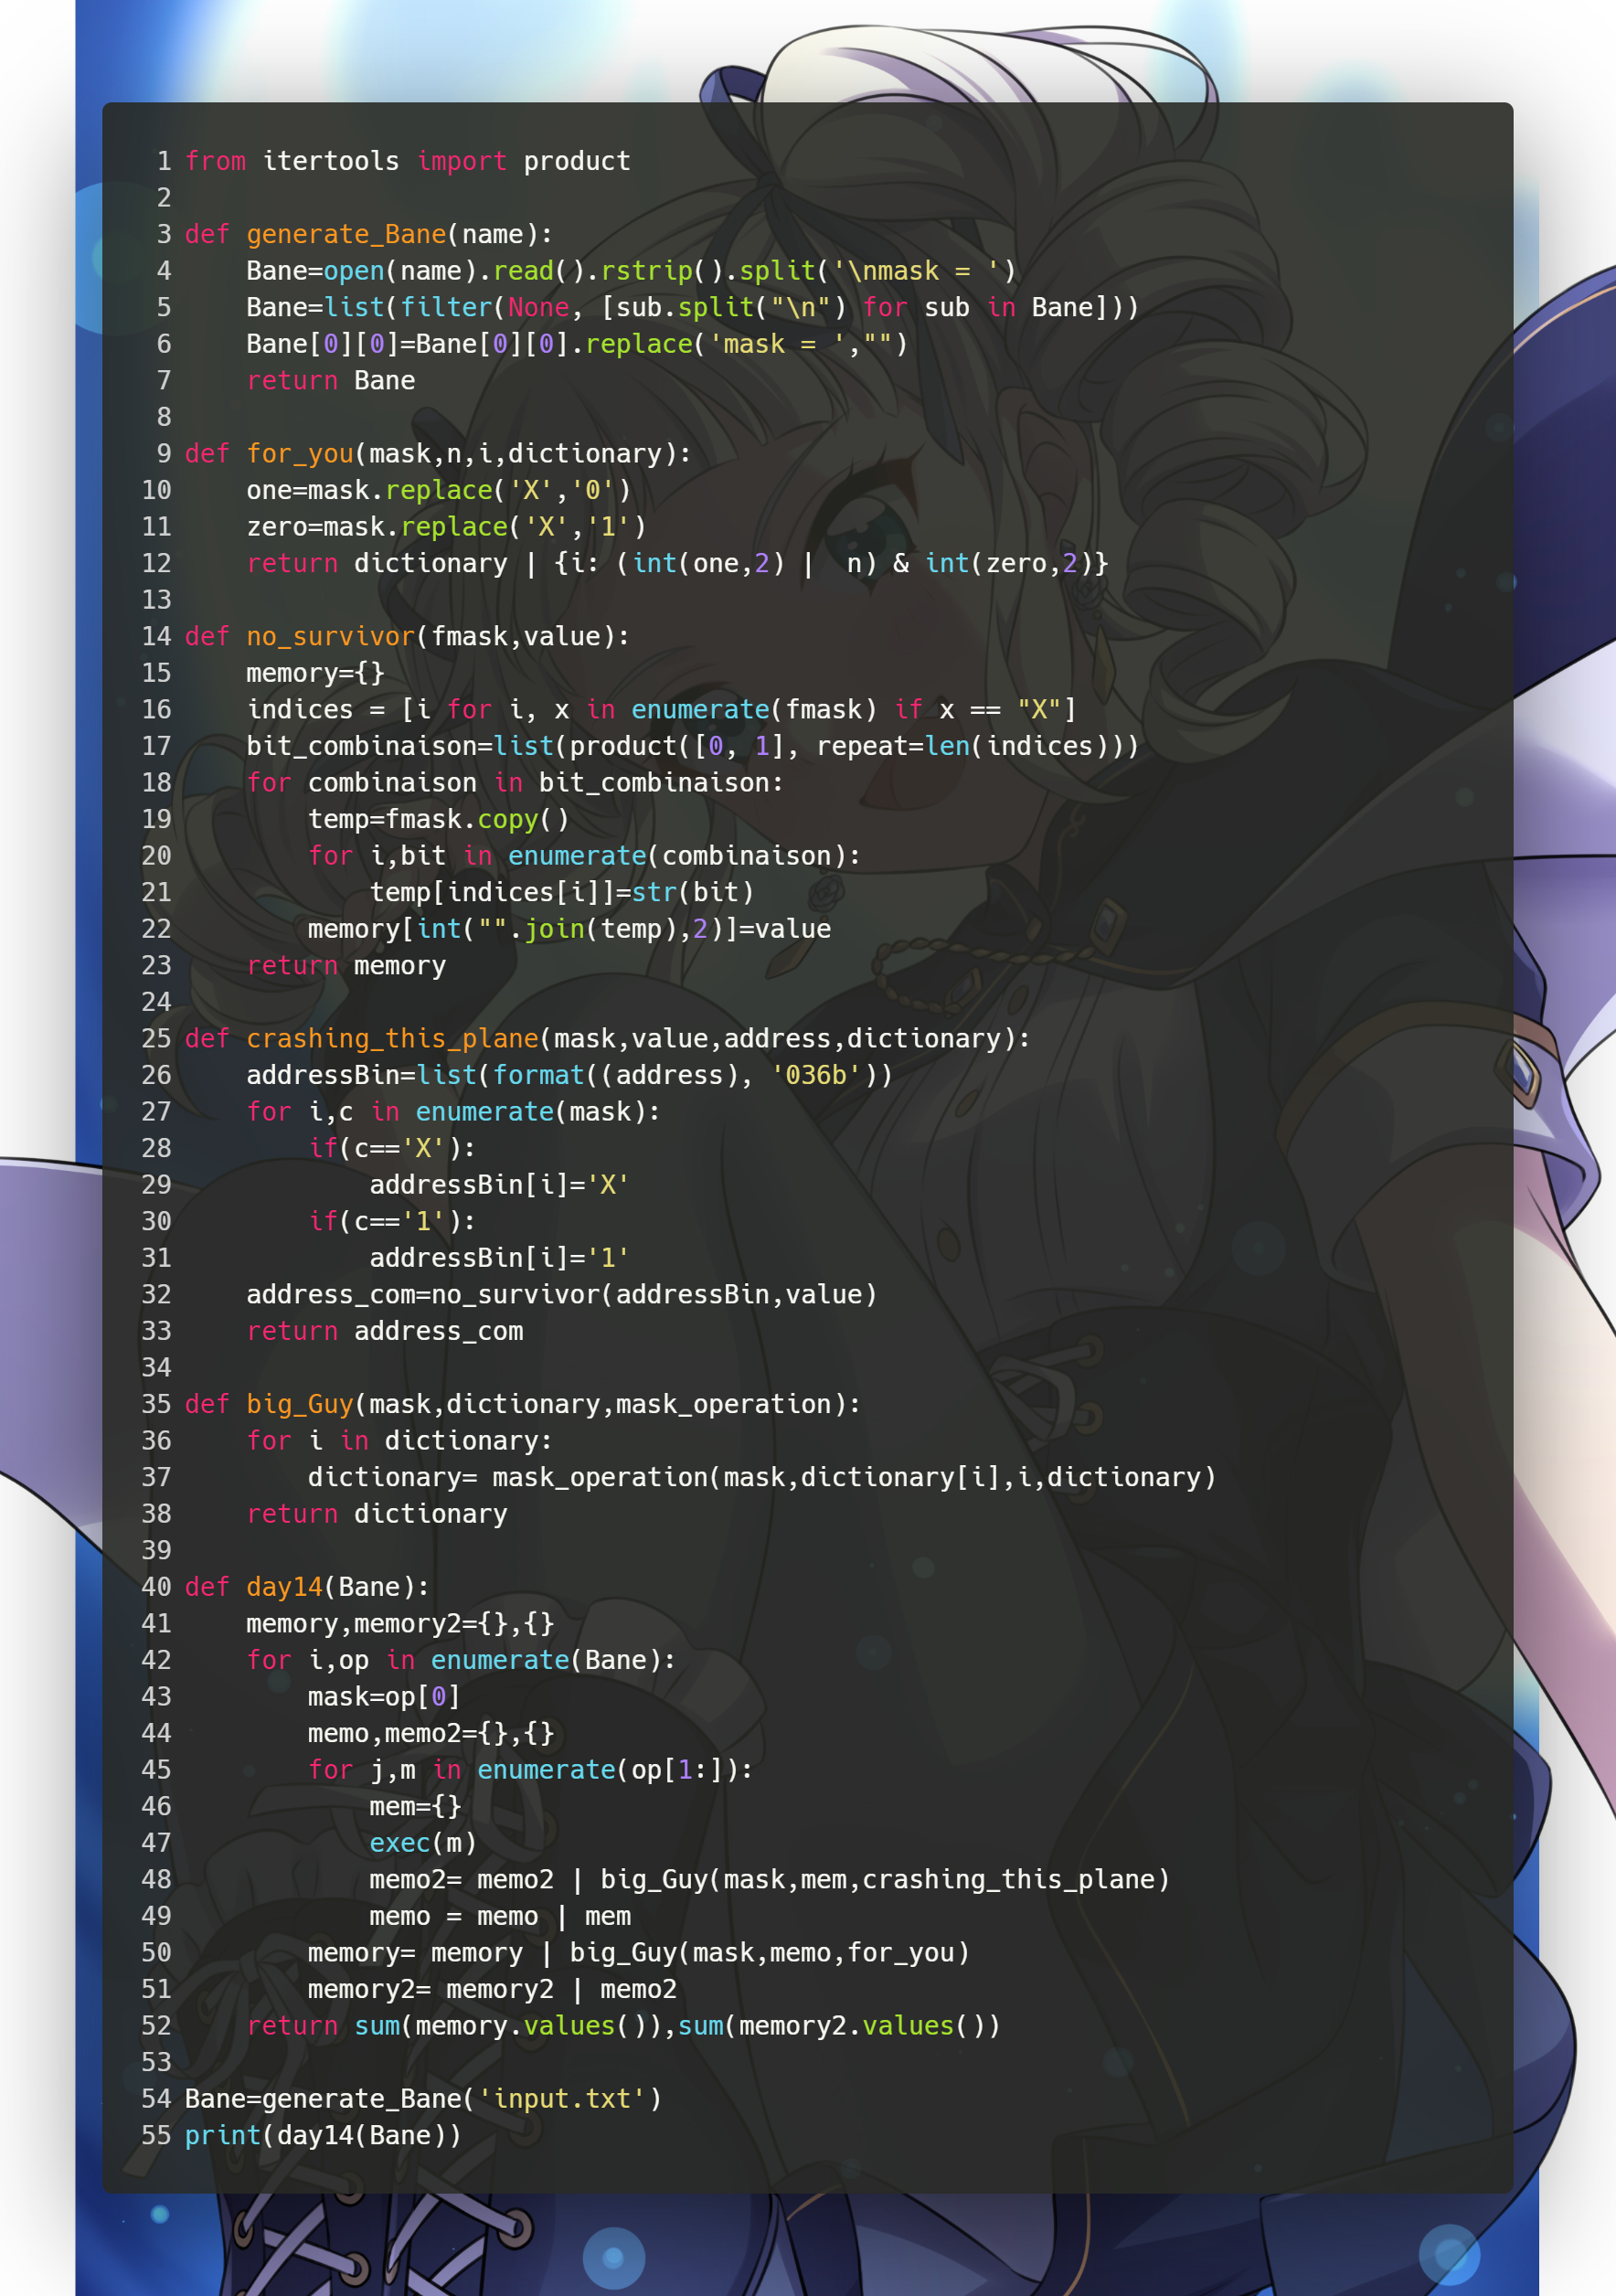 1 from itertools import product
2
3 def generate_Bane(name):
4     Bane=open(name).read().rstrip().split('\nmask = ')
5     Bane=list(filter(None, [sub.split("\n") for sub in Bane]))
6     Bane[0][0]=Bane[0][0].replace('mask = ',"")
7     return Bane
8
9 def for_you(mask,n,i,dictionary):
10     one=mask.replace('X','0')
11     zero=mask.replace('X','1')
12     return dictionary | {i: (int(one,2) |  n) & int(zero,2)}
13
14 def no_survivor(fmask,value):
15     memory={}
16     indices = [i for i, x in enumerate(fmask) if x == "X"]
17     bit_combinaison=list(product([0, 1], repeat=len(indices)))
18     for combinaison in bit_combinaison:
19         temp=fmask.copy()
20         for i,bit in enumerate(combinaison):
21             temp[indices[i]]=str(bit)
22         memory[int("".join(temp),2)]=value
23     return memory
24
25 def crashing_this_plane(mask,value,address,dictionary):
26     addressBin=list(format((address), '036b'))
27     for i,c in enumerate(mask):
28         if(c=='X'):
29             addressBin[i]='X'
30         if(c=='1'):
31             addressBin[i]='1'
32     address_com=no_survivor(addressBin,value)
33     return address_com
34
35 def big_Guy(mask,dictionary,mask_operation):
36     for i in dictionary:
37         dictionary= mask_operation(mask,dictionary[i],i,dictionary)
38     return dictionary
39
40 def day14(Bane):
41     memory,memory2={},{}
42     for i,op in enumerate(Bane):
43         mask=op[0]
44         memo,memo2={},{}
45         for j,m in enumerate(op[1:]):
46             mem={}
47             exec(m)
48             memo2= memo2 | big_Guy(mask,mem,crashing_this_plane)
49             memo = memo | mem
50         memory= memory | big_Guy(mask,memo,for_you)
51         memory2= memory2 | memo2
52     return sum(memory.values()),sum(memory2.values())
53
54 Bane=generate_Bane('input.txt')
55 print(day14(Bane))